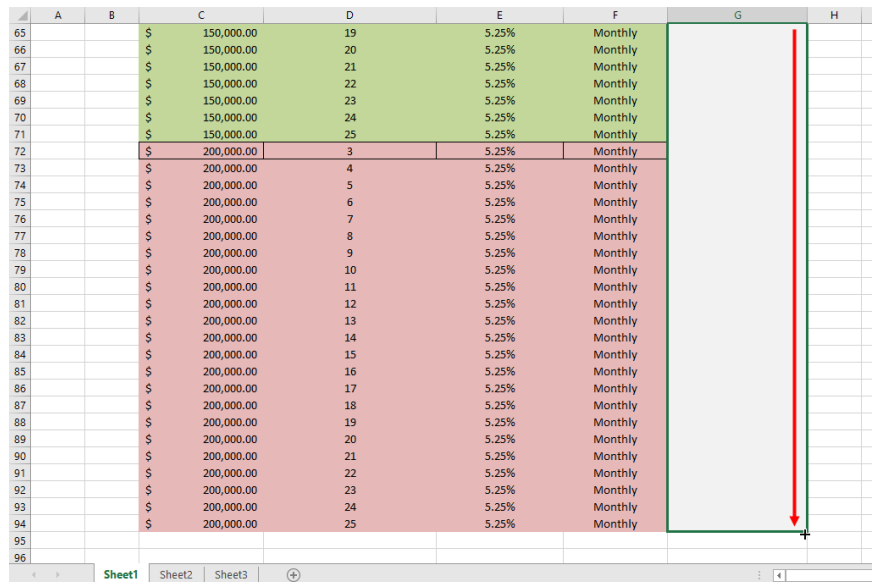 A B C D E F G H
65 $ 150,000.00 19 5.25% Monthly
66 $ 150,000.00 20 5.25% Monthly
67 $ 150,000.00 21 5.25% Monthly
68 $ 150,000.00 22 5.25% Monthly
69 $ 150,000.00 23 5.25% Monthly
70 $ 150,000.00 24 5.25% Monthly
71 $ 150,000.00 25 5.25% Monthly
72 $ 200,000.00 3 5.25% Monthly
73 $ 200,000.00 4 5.25% Monthly
74 $ 200,000.00 5 5.25% Monthly
75 $ 200,000.00 6 5.25% Monthly
76 $ 200,000.00 7 5.25% Monthly
77 $ 200,000.00 8 5.25% Monthly
78 $ 200,000.00 9 5.25% Monthly
79 $ 200,000.00 10 5.25% Monthly
80 $ 200,000.00 11 5.25% Monthly
81 $ 200,000.00 12 5.25% Monthly
82 $ 200,000.00 13 5.25% Monthly
83 $ 200,000.00 14 5.25% Monthly
84 $ 200,000.00 15 5.25% Monthly
85 $ 200,000.00 16 5.25% Monthly
86 $ 200,000.00 17 5.25% Monthly
87 $ 200,000.00 18 5.25% Monthly
88 $ 200,000.00 19 5.25% Monthly
89 $ 200,000.00 20 5.25% Monthly
90 $ 200,000.00 21 5.25% Monthly
91 $ 200,000.00 22 5.25% Monthly
92 $ 200,000.00 23 5.25% Monthly
93 $ 200,000.00 24 5.25% Monthly
94 $ 200,000.00 25 5.25% Monthly
95
96
Sheet1 Sheet2 Sheet3